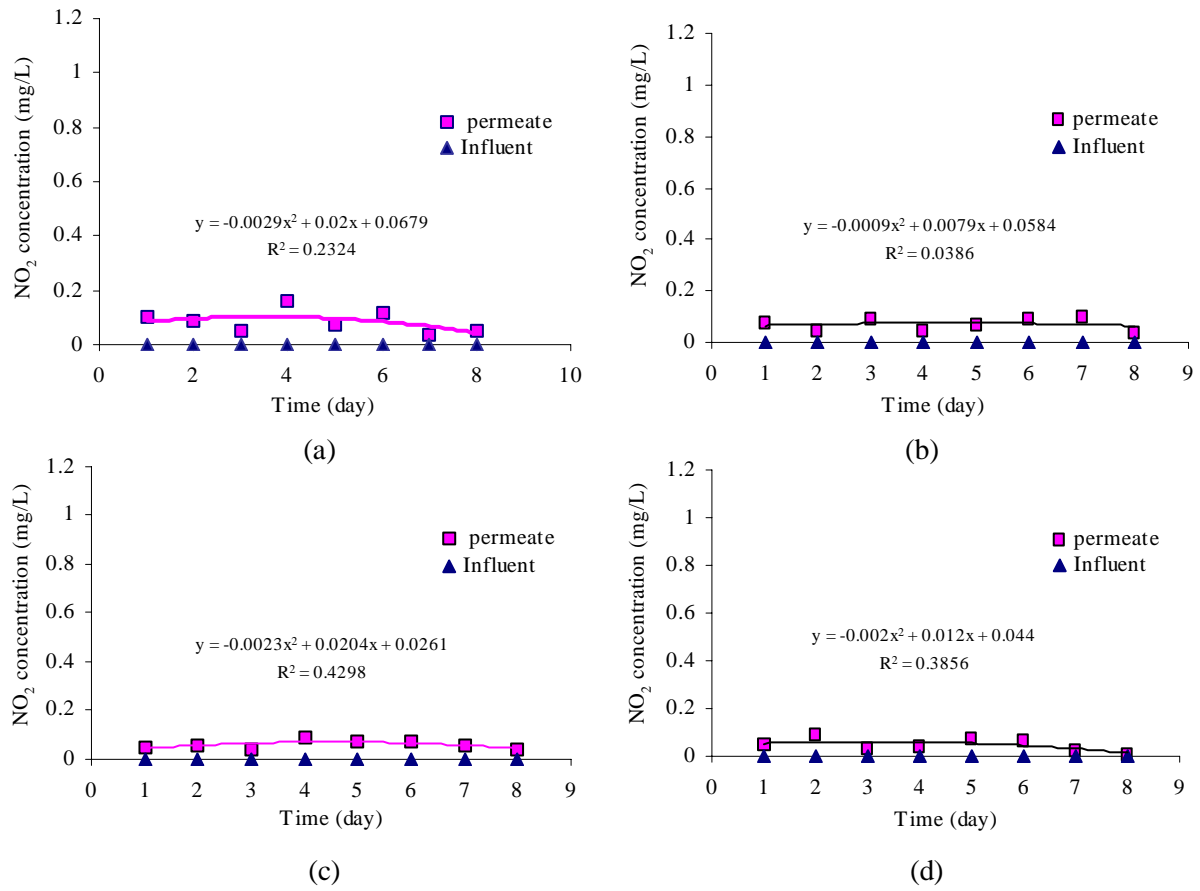 1.2
1
0.8
0.6
0.4
0.2
0
NO₂ concentration (mg/L)
permeate
Influent
y = -0.0029x² + 0.02x + 0.0679
R² = 0.2324
0 2 4 6 8 10
Time (day)
(a)
1.2
1
0.8
0.6
0.4
0.2
0
NO₂ concentration (mg/L)
permeate
Influent
y = -0.0009x² + 0.0079x + 0.0584
R² = 0.0386
0 1 2 3 4 5 6 7 8 9
Time (day)
(b)
1.2
1
0.8
0.6
0.4
0.2
0
NO₂ concentration (mg/L)
permeate
Influent
y = -0.0023x² + 0.0204x + 0.0261
R² = 0.4298
0 1 2 3 4 5 6 7 8 9
Time (day)
(c)
1.2
1
0.8
0.6
0.4
0.2
0
NO₂ concentration (mg/L)
permeate
Influent
y = -0.002x² + 0.012x + 0.044
R² = 0.3856
0 1 2 3 4 5 6 7 8 9
Time (day)
(d)